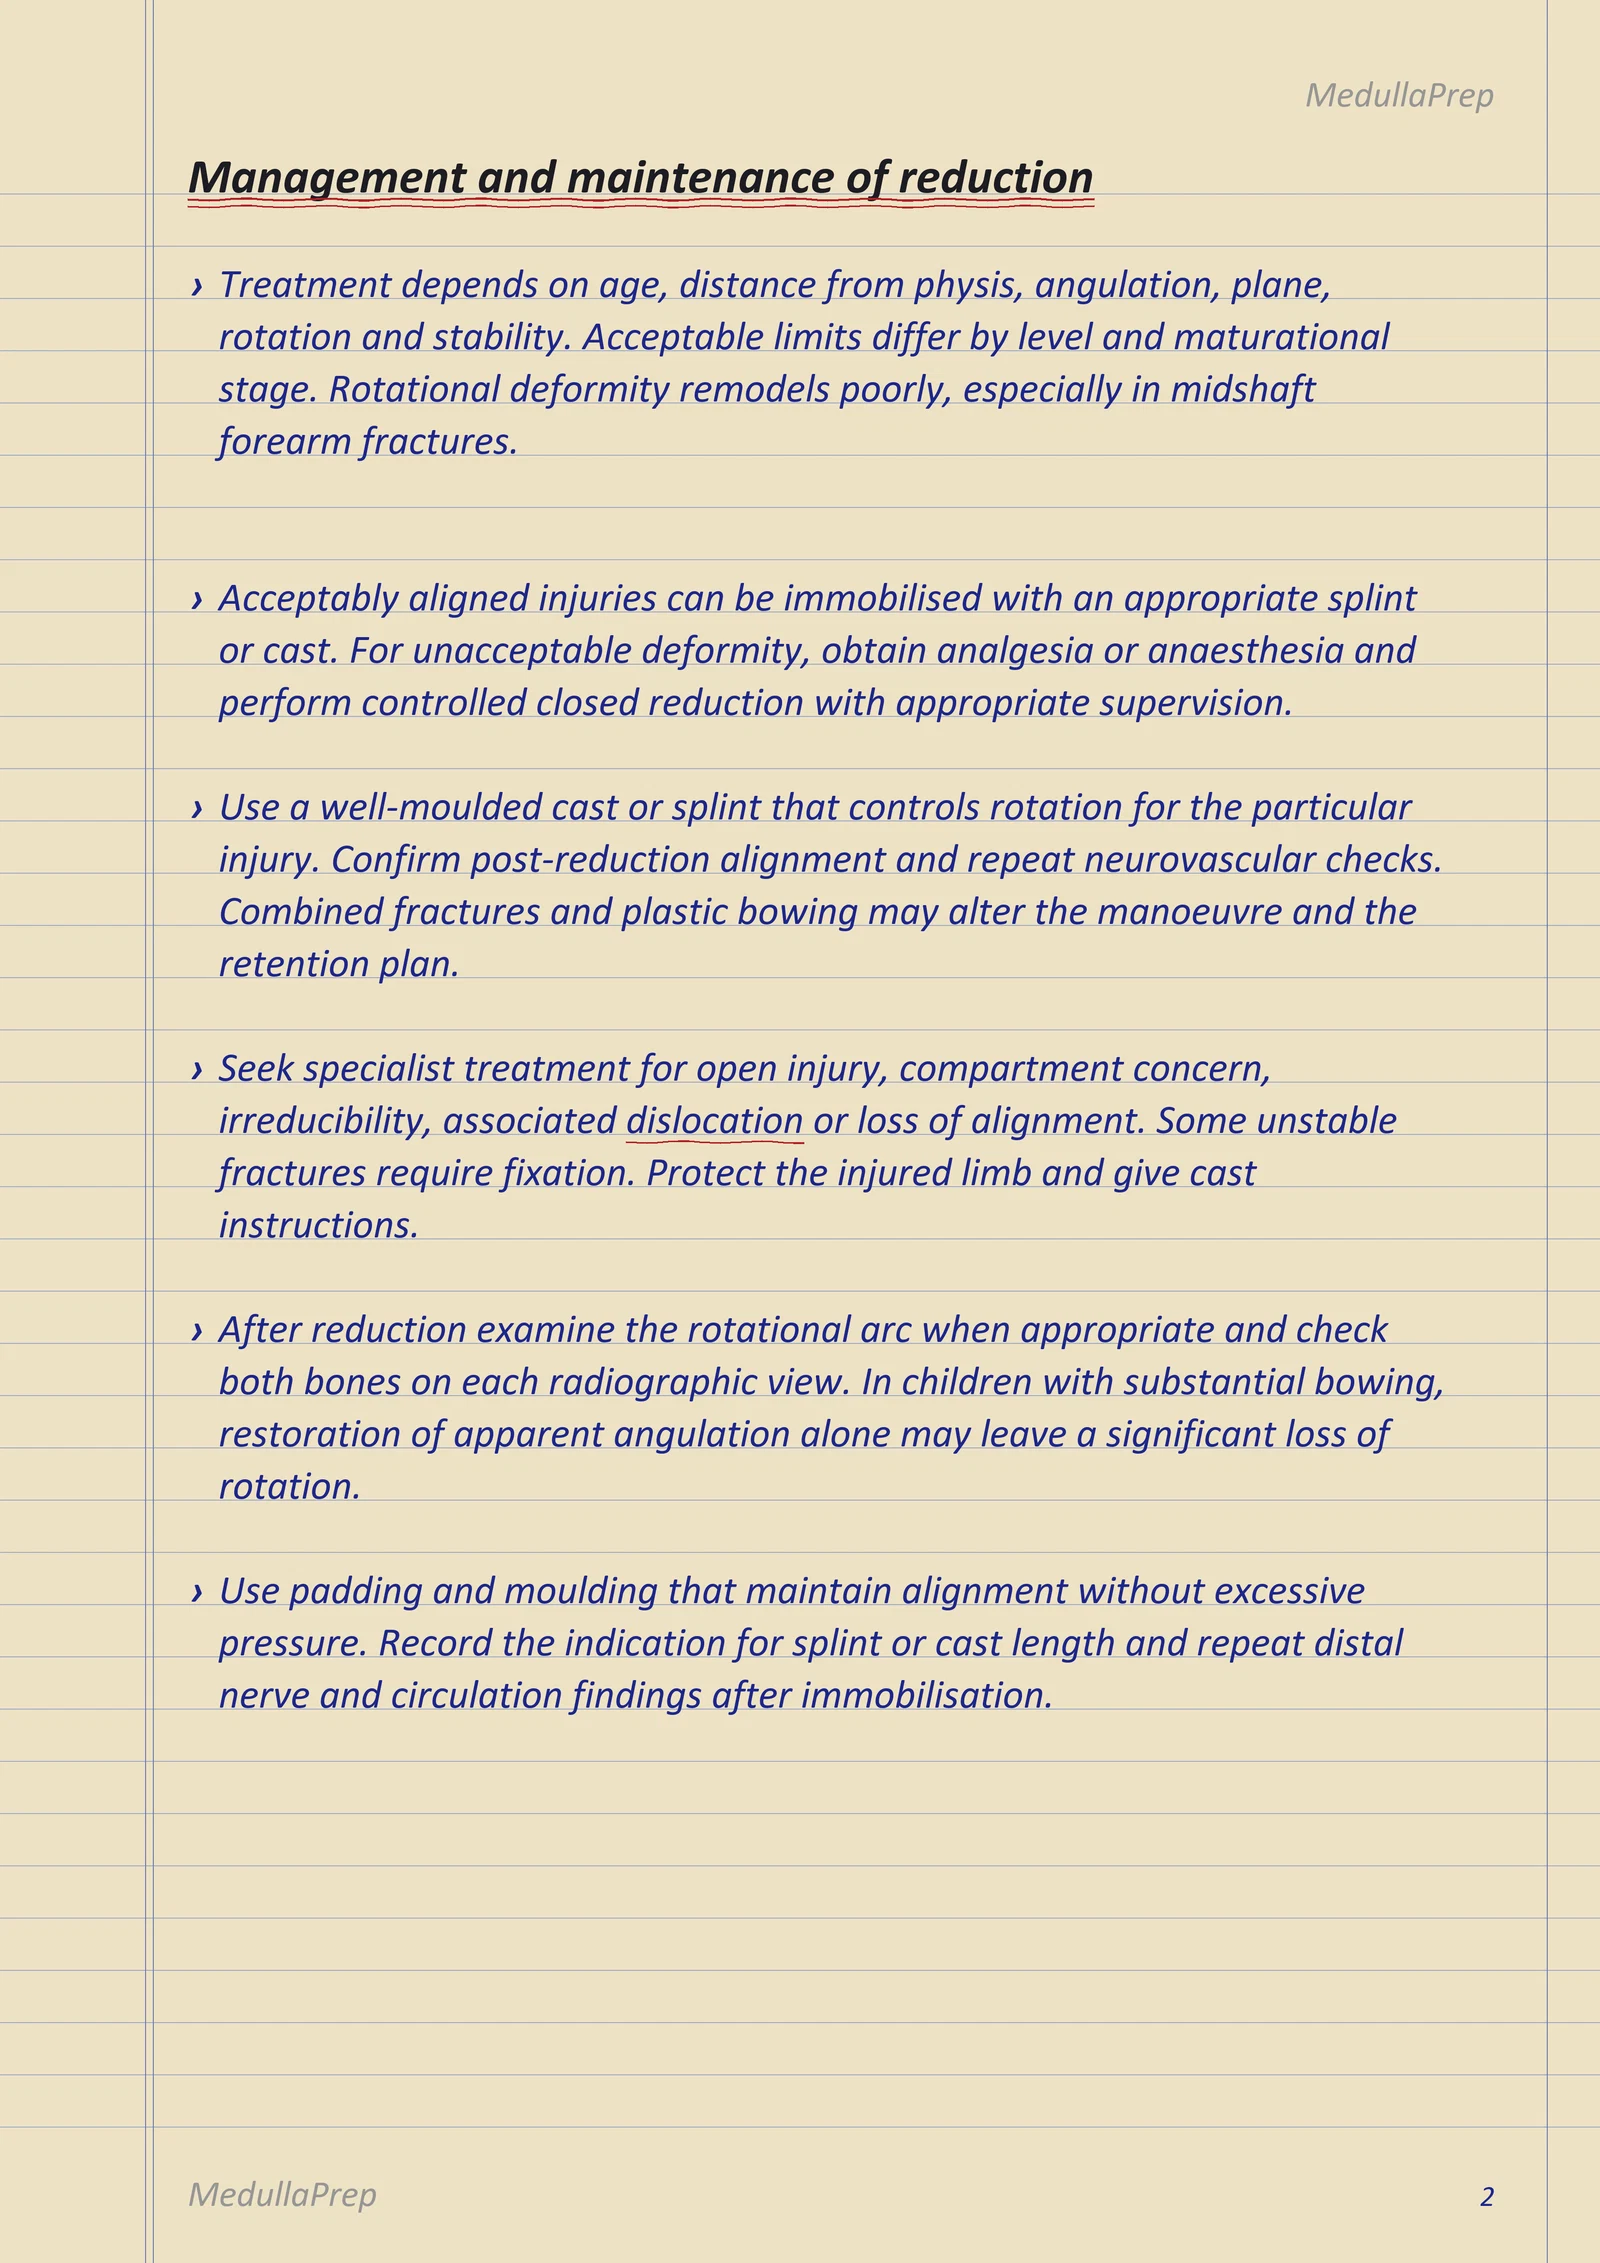 MedullaPrep
Management and maintenance of reduction
› Treatment depends on age, distance from physis, angulation, plane,
rotation and stability. Acceptable limits differ by level and maturational
stage. Rotational deformity remodels poorly, especially in midshaft
forearm fractures.
› Acceptably aligned injuries can be immobilised with an appropriate splint
or cast. For unacceptable deformity, obtain analgesia or anaesthesia and
perform controlled closed reduction with appropriate supervision.
› Use a well-moulded cast or splint that controls rotation for the particular
injury. Confirm post-reduction alignment and repeat neurovascular checks.
Combined fractures and plastic bowing may alter the manoeuvre and the
retention plan.
› Seek specialist treatment for open injury, compartment concern,
irreducibility, associated dislocation or loss of alignment. Some unstable
fractures require fixation. Protect the injured limb and give cast
instructions.
› After reduction examine the rotational arc when appropriate and check
both bones on each radiographic view. In children with substantial bowing,
restoration of apparent angulation alone may leave a significant loss of
rotation.
› Use padding and moulding that maintain alignment without excessive
pressure. Record the indication for splint or cast length and repeat distal
nerve and circulation findings after immobilisation.
MedullaPrep
2